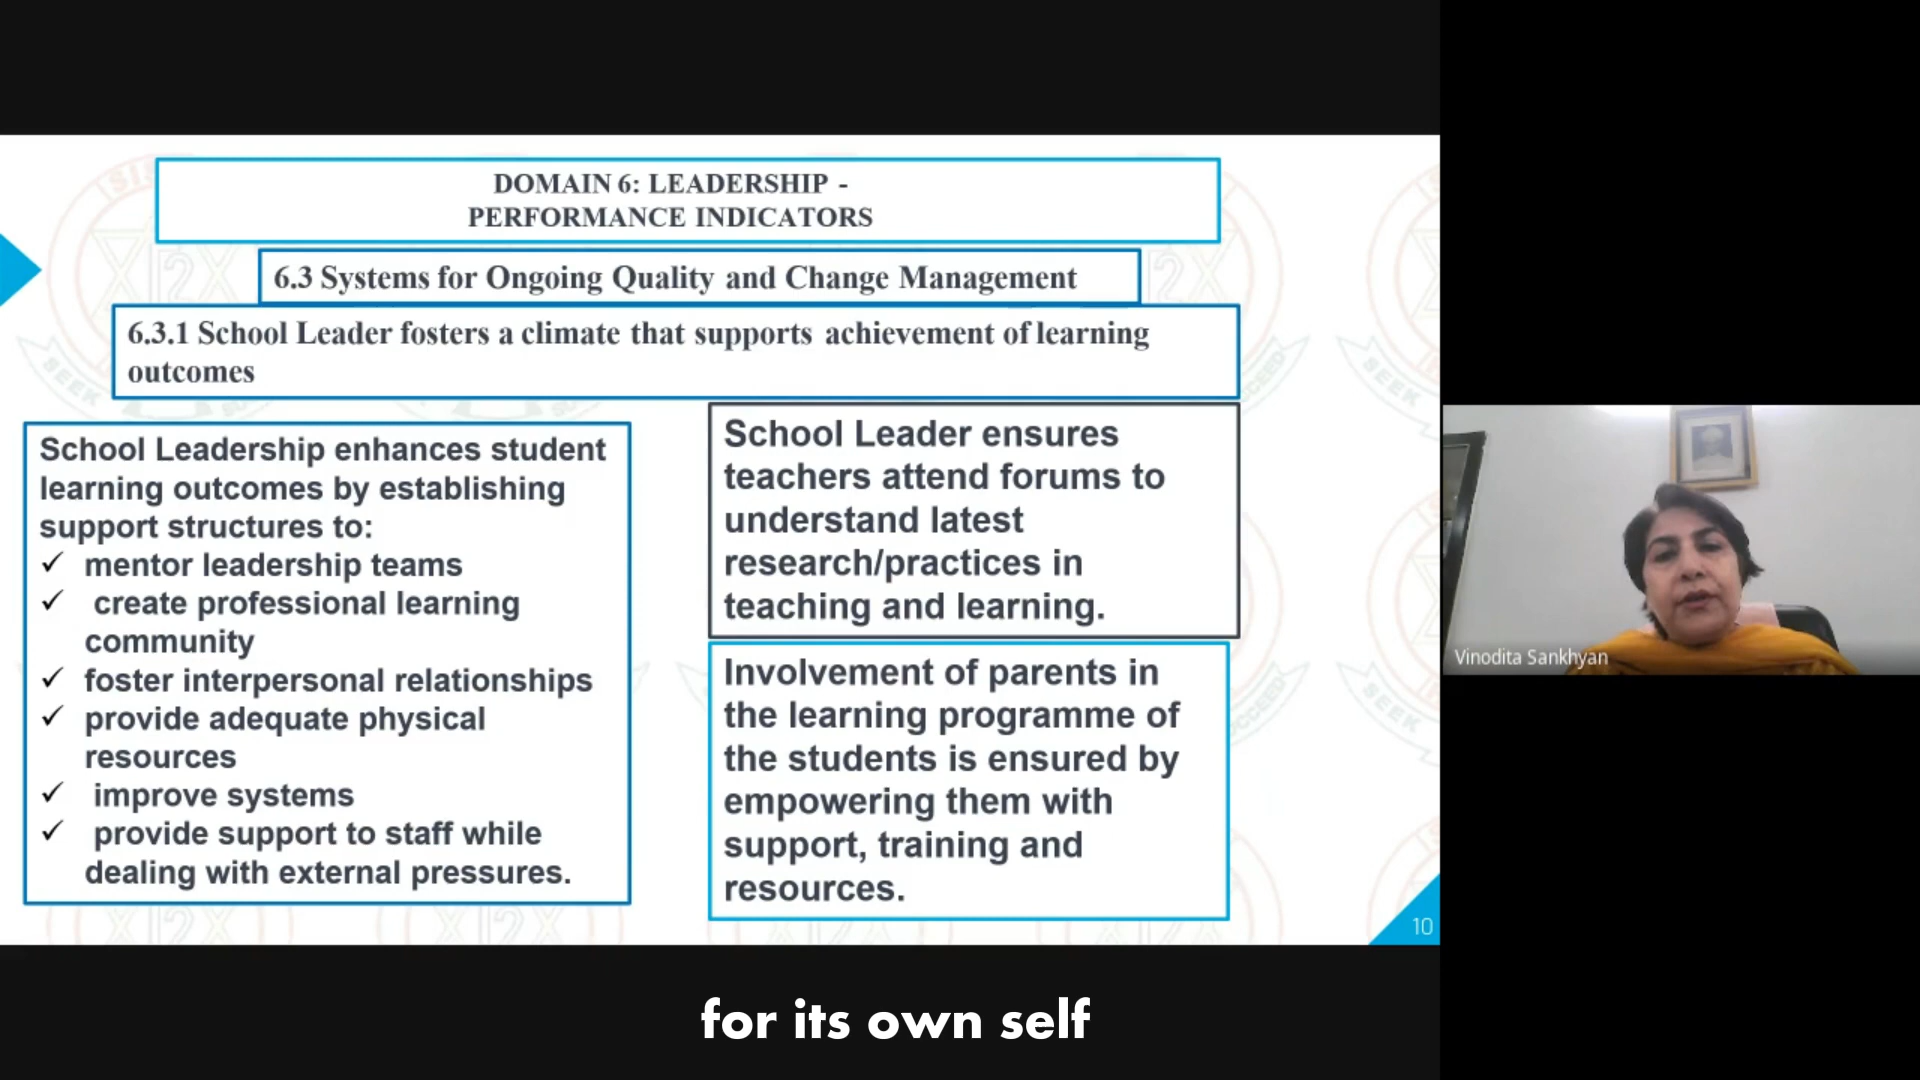 DOMAIN 6: LEADERSHIP -
PERFORMANCE INDICATORS
6.3 Systems for Ongoing Quality and Change Management
6.3.1 School Leader fosters a climate that supports achievement of learning
outcomes
School Leadership enhances student
learning outcomes by establishing
support structures to:
✓ mentor leadership teams
✓ create professional learning
community
✓ foster interpersonal relationships
✓ provide adequate physical
resources
✓ improve systems
✓ provide support to staff while
dealing with external pressures.
School Leader ensures
teachers attend forums to
understand latest
research/practices in
teaching and learning.
Involvement of parents in
the learning programme of
the students is ensured by
empowering them with
support, training and
resources.
10
Vinodita Sankhyan
for its own self